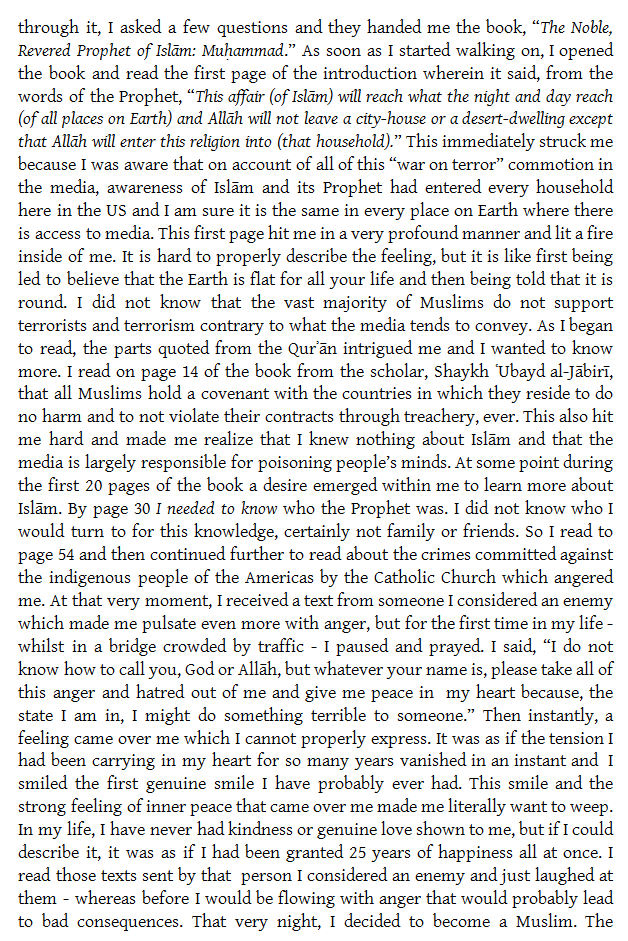 through it, I asked a few questions and they handed me the book, “The Noble,
Revered Prophet of Islām: Muḥammad.” As soon as I started walking on, I opened
the book and read the first page of the introduction wherein it said, from the
words of the Prophet, “This affair (of Islām) will reach what the night and day reach
(of all places on Earth) and Allāh will not leave a city-house or a desert-dwelling except
that Allāh will enter this religion into (that household).” This immediately struck me
because I was aware that on account of all of this “war on terror” commotion in
the media, awareness of Islām and its Prophet had entered every household
here in the US and I am sure it is the same in every place on Earth where there
is access to media. This first page hit me in a very profound manner and lit a fire
inside of me. It is hard to properly describe the feeling, but it is like first being
led to believe that the Earth is flat for all your life and then being told that it is
round. I did not know that the vast majority of Muslims do not support
terrorists and terrorism contrary to what the media tends to convey. As I began
to read, the parts quoted from the Qurʾān intrigued me and I wanted to know
more. I read on page 14 of the book from the scholar, Shaykh ʿUbayd al-Jābirī,
that all Muslims hold a covenant with the countries in which they reside to do
no harm and to not violate their contracts through treachery, ever. This also hit
me hard and made me realize that I knew nothing about Islām and that the
media is largely responsible for poisoning people’s minds. At some point during
the first 20 pages of the book a desire emerged within me to learn more about
Islām. By page 30 I needed to know who the Prophet was. I did not know who I
would turn to for this knowledge, certainly not family or friends. So I read to
page 54 and then continued further to read about the crimes committed against
the indigenous people of the Americas by the Catholic Church which angered
me. At that very moment, I received a text from someone I considered an enemy
which made me pulsate even more with anger, but for the first time in my life -
whilst in a bridge crowded by traffic - I paused and prayed. I said, “I do not
know how to call you, God or Allāh, but whatever your name is, please take all of
this anger and hatred out of me and give me peace in my heart because, the
state I am in, I might do something terrible to someone.” Then instantly, a
feeling came over me which I cannot properly express. It was as if the tension I
had been carrying in my heart for so many years vanished in an instant and I
smiled the first genuine smile I have probably ever had. This smile and the
strong feeling of inner peace that came over me made me literally want to weep.
In my life, I have never had kindness or genuine love shown to me, but if I could
describe it, it was as if I had been granted 25 years of happiness all at once. I
read those texts sent by that person I considered an enemy and just laughed at
them - whereas before I would be flowing with anger that would probably lead
to bad consequences. That very night, I decided to become a Muslim. The